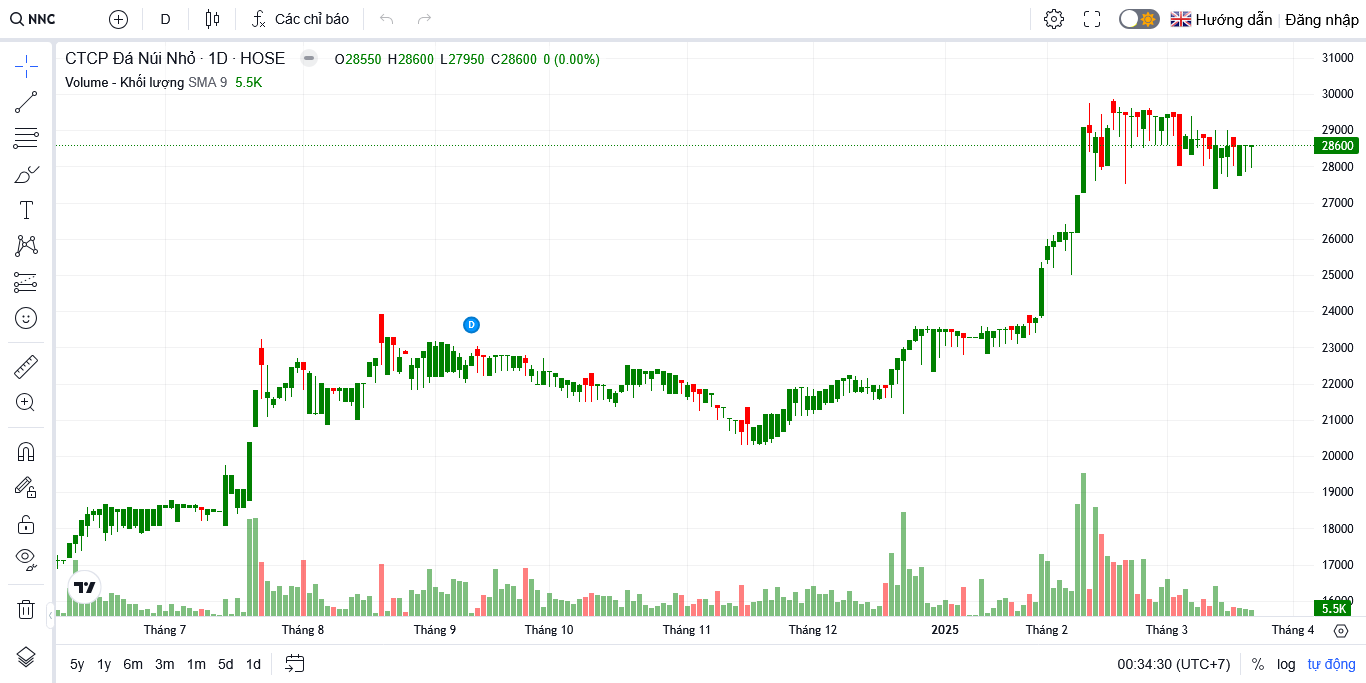 NNC D Các chỉ báo Hướng dẫn Đăng nhập
CTCP Đá Núi Nhỏ · 1D · HOSE O28550 H28600 L27950 C28600 0 (0.00%)
Volume - Khối lượng SMA 9 5.5K
31000
30000
29000
28600
28000
27000
26000
25000
24000
23000
22000
21000
20000
19000
18000
17000
16000
5.5K
D
Tháng 7 Tháng 8 Tháng 9 Tháng 10 Tháng 11 Tháng 12 2025 Tháng 2 Tháng 3 Tháng 4
5y 1y 6m 3m 1m 5d 1d 00:34:30 (UTC+7) % log tự động